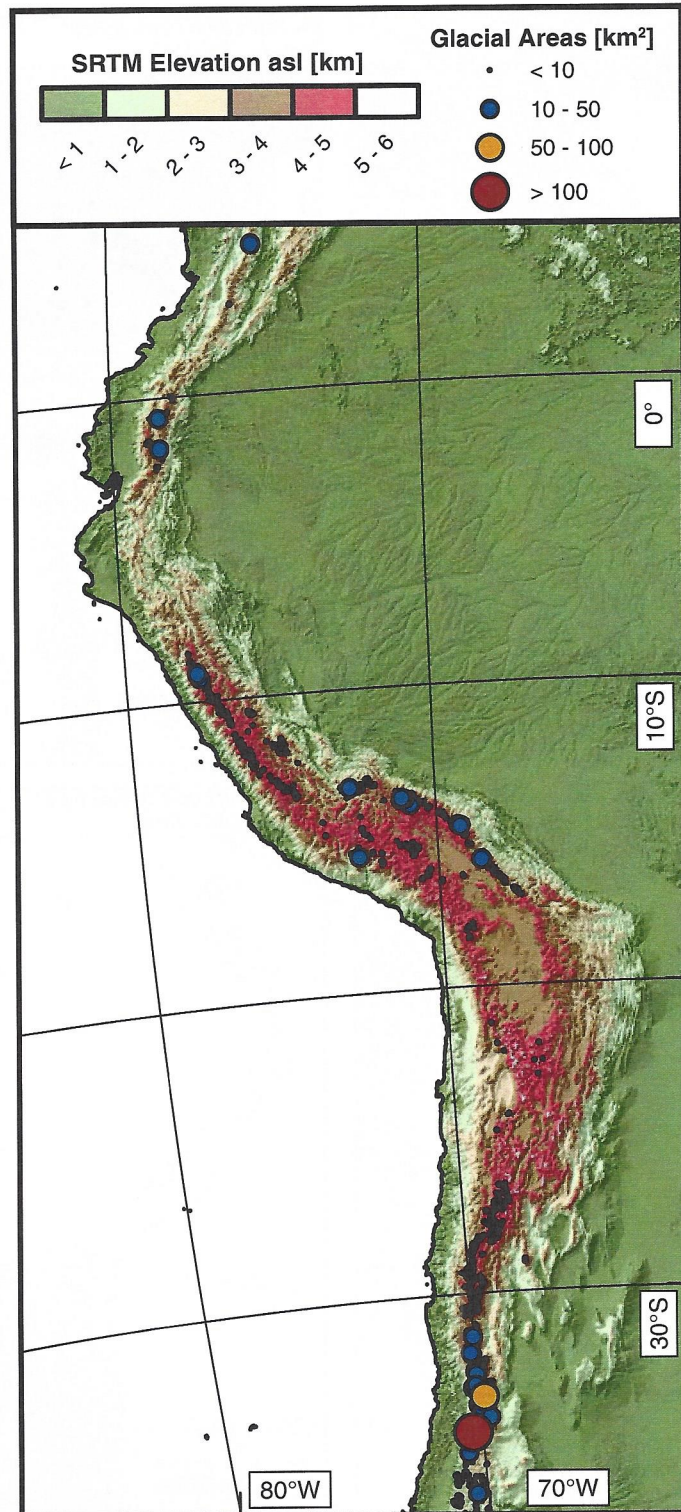 SRTM Elevation asl [km]
< 1
1 - 2
2 - 3
3 - 4
4 - 5
5 - 6
Glacial Areas [km²]
< 10
10 - 50
50 - 100
> 100
0°
10°S
30°S
80°W
70°W